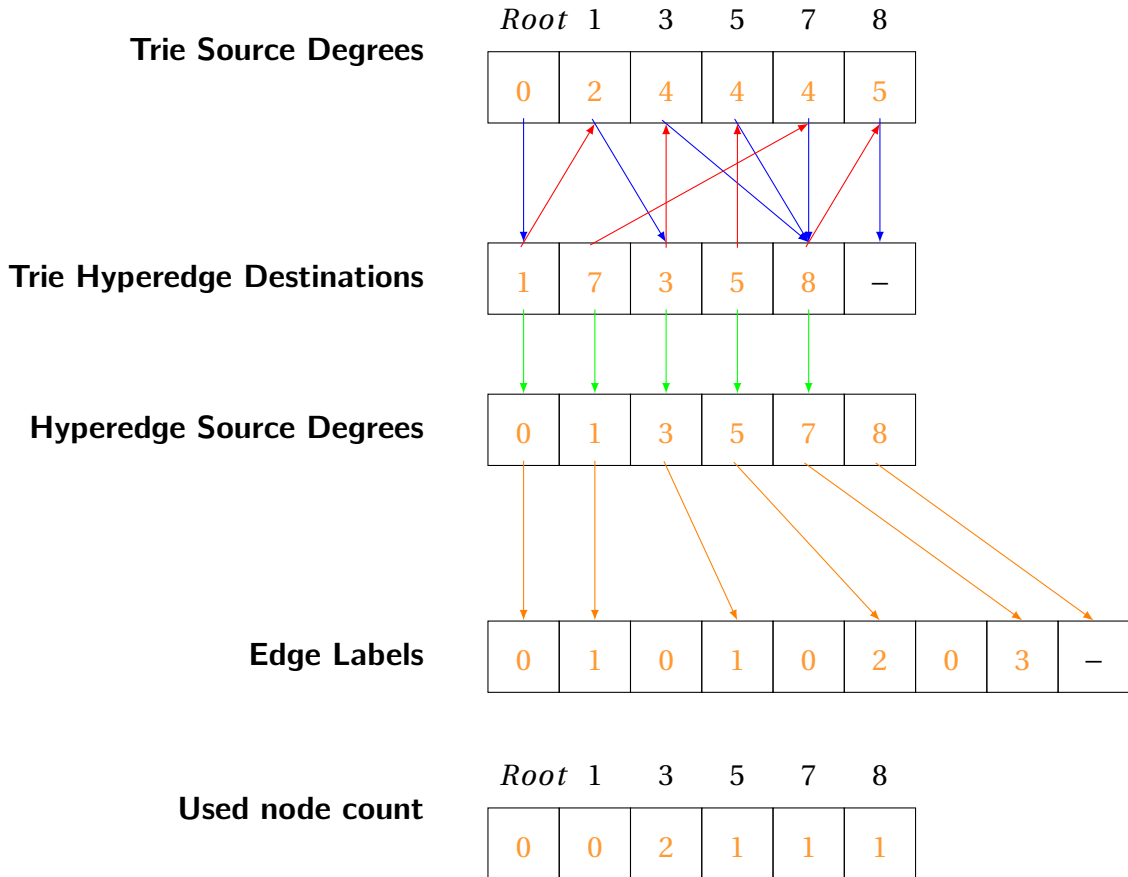 Root 1 3 5 7 8
Trie Source Degrees
0 2 4 4 4 5
Trie Hyperedge Destinations
1 7 3 5 8 –
Hyperedge Source Degrees
0 1 3 5 7 8
Edge Labels
0 1 0 1 0 2 0 3 –
Root 1 3 5 7 8
Used node count
0 0 2 1 1 1